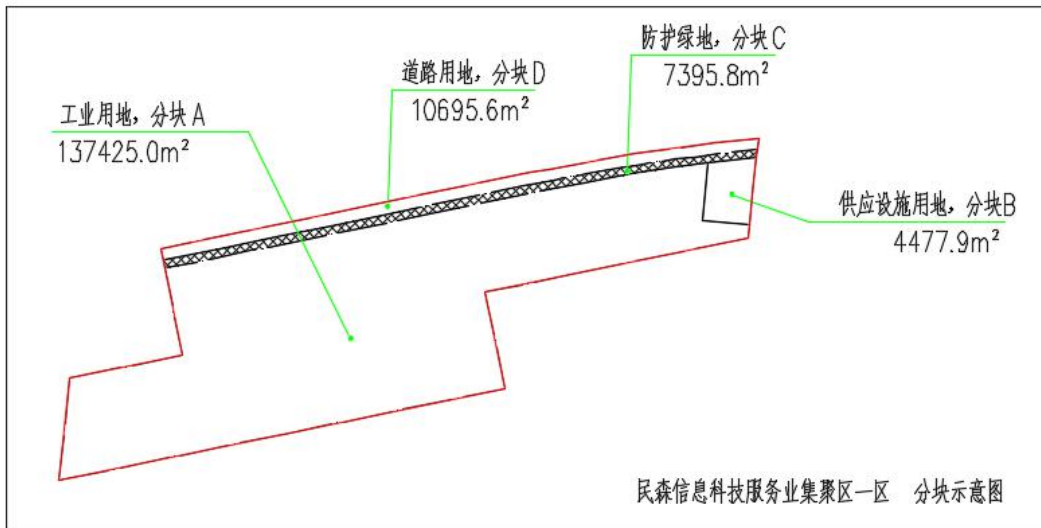 防护绿地，分块C
7395.8m²
道路用地，分块D
10695.6m²
工业用地，分块A
137425.0m²
供应设施用地，分块B
4477.9m²
民森信息科技服务业集聚区一区 分块示意图